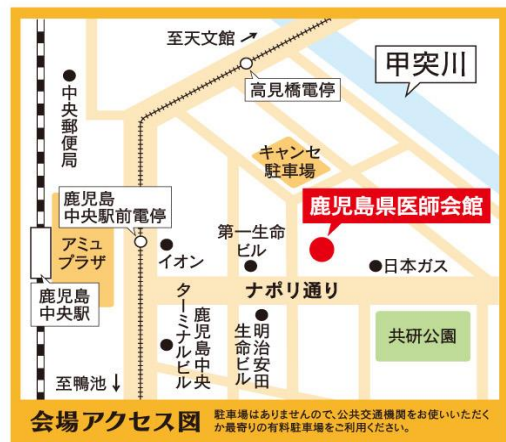 至天文館
甲突川
高見橋電停
中央郵便局
キャンセ
駐車場
鹿児島
中央駅前電停
鹿児島県医師会館
第一生命
ビル
アミュ
プラザ
イオン
日本ガス
鹿児島
中央駅
ナポリ通り
鹿児島中央
ターミナルビル
明治安田
生命ビル
共研公園
至鴨池
会場アクセス図
駐車場はありませんので、公共交通機関をお使いいただく
か最寄りの有料駐車場をご利用ください。